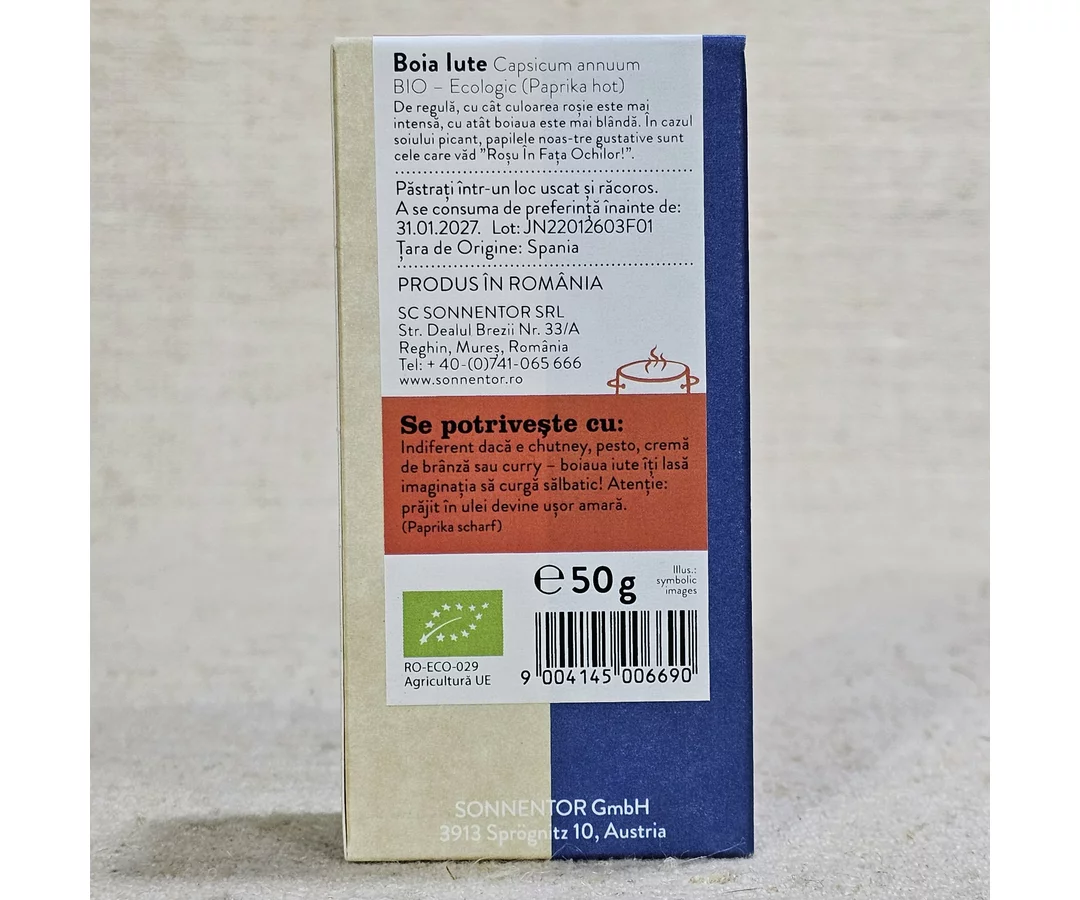 Boia Iute Capsicum annuum
BIO – Ecologic (Paprika hot)
De regulă, cu cât culoarea roșie este mai
intensă, cu atât boiaua este mai blândă. În cazul
soiului picant, papilele noas-tre gustative sunt
cele care văd ”Roșu În Fața Ochilor!”.
Păstrați într-un loc uscat și răcoros.
A se consuma de preferință înainte de:
31.01.2027. Lot: JN22012603F01
Țara de Origine: Spania
PRODUS ÎN ROMÂNIA
SC SONNENTOR SRL
Str. Dealul Brezii Nr. 33/A
Reghin, Mureș, România
Tel: + 40-(0)741-065 666
www.sonnentor.ro
Se potrivește cu:
Indiferent dacă e chutney, pesto, cremă
de brânză sau curry – boiaua iute îți lasă
imaginația să curgă sălbatic! Atenție:
prăjit în ulei devine ușor amară.
(Paprika scharf)
℮ 50 g
Illus.:
symbolic
images
RO-ECO-029
Agricultură UE
9 004145 006690
SONNENTOR GmbH
3913 Sprögnitz 10, Austria